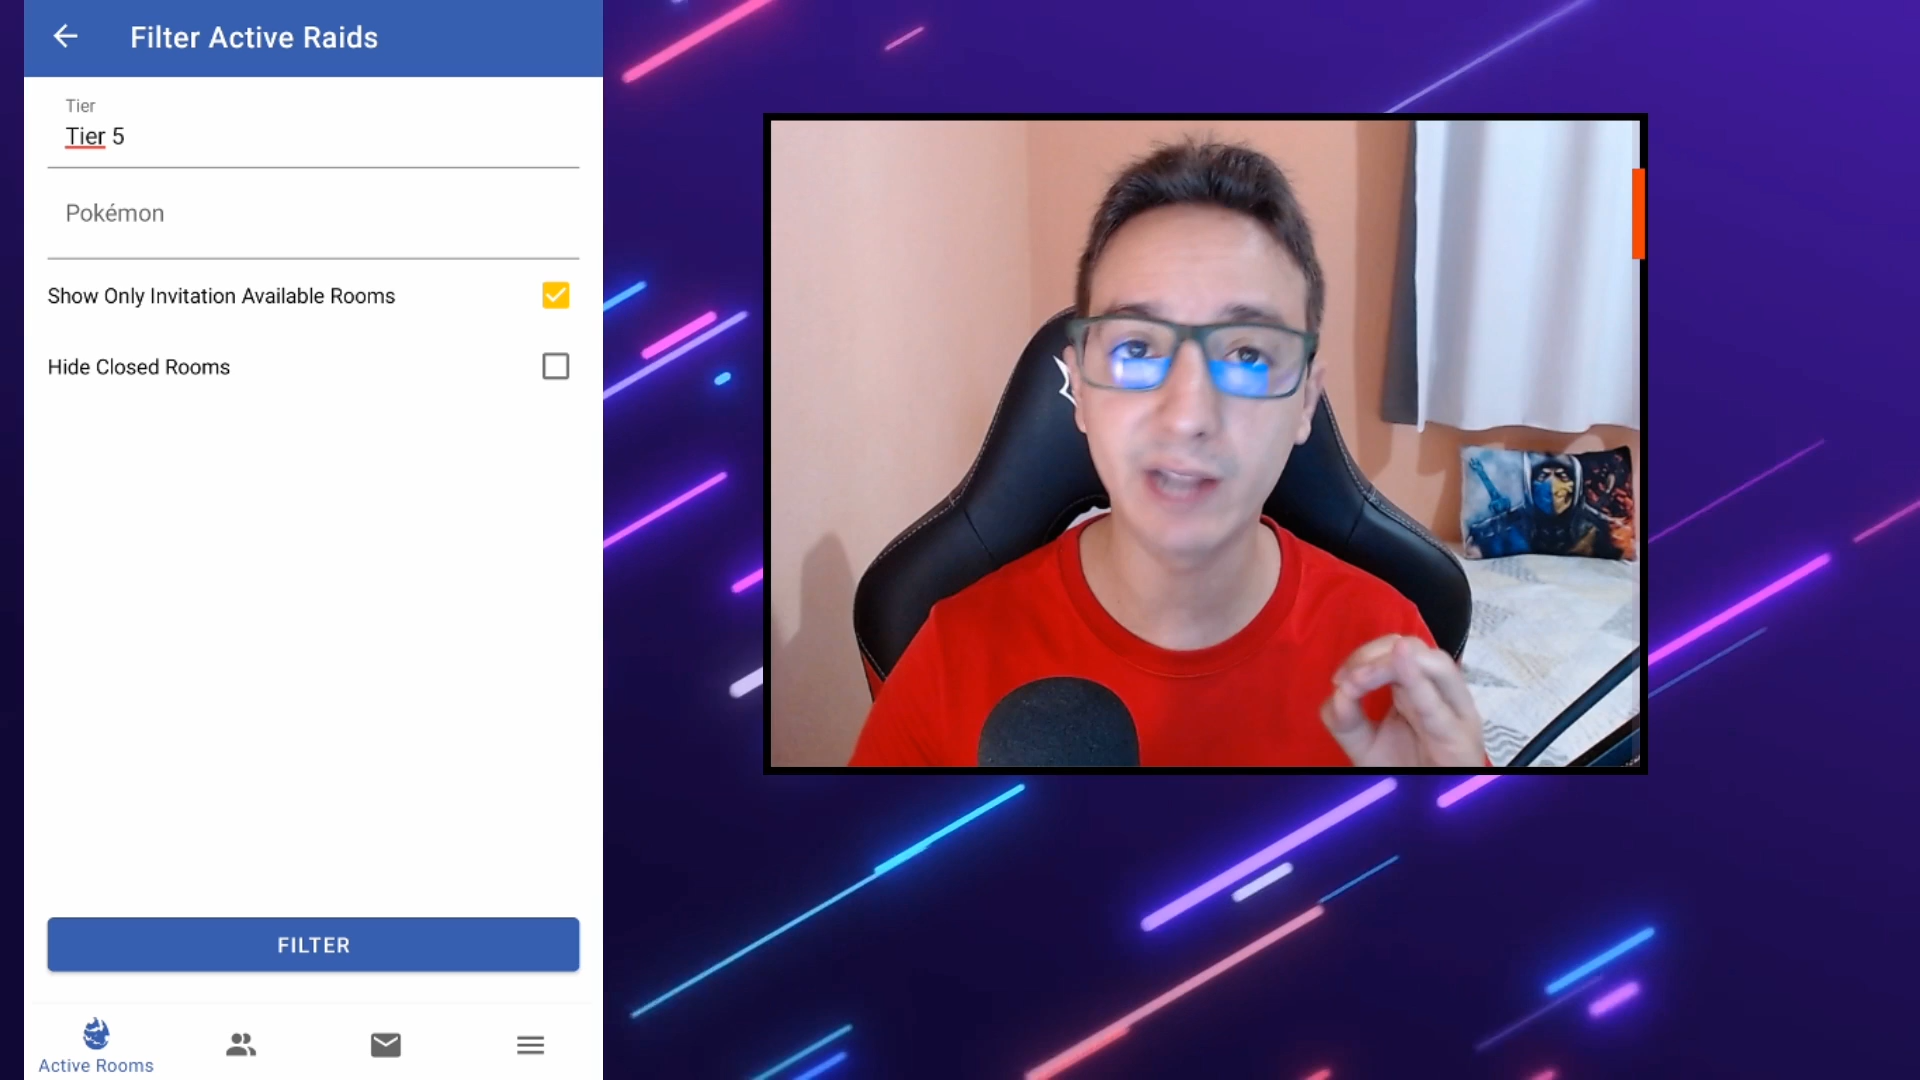 Filter Active Raids
Tier
Tier 5
Pokémon
Show Only Invitation Available Rooms
Hide Closed Rooms
FILTER
Active Rooms